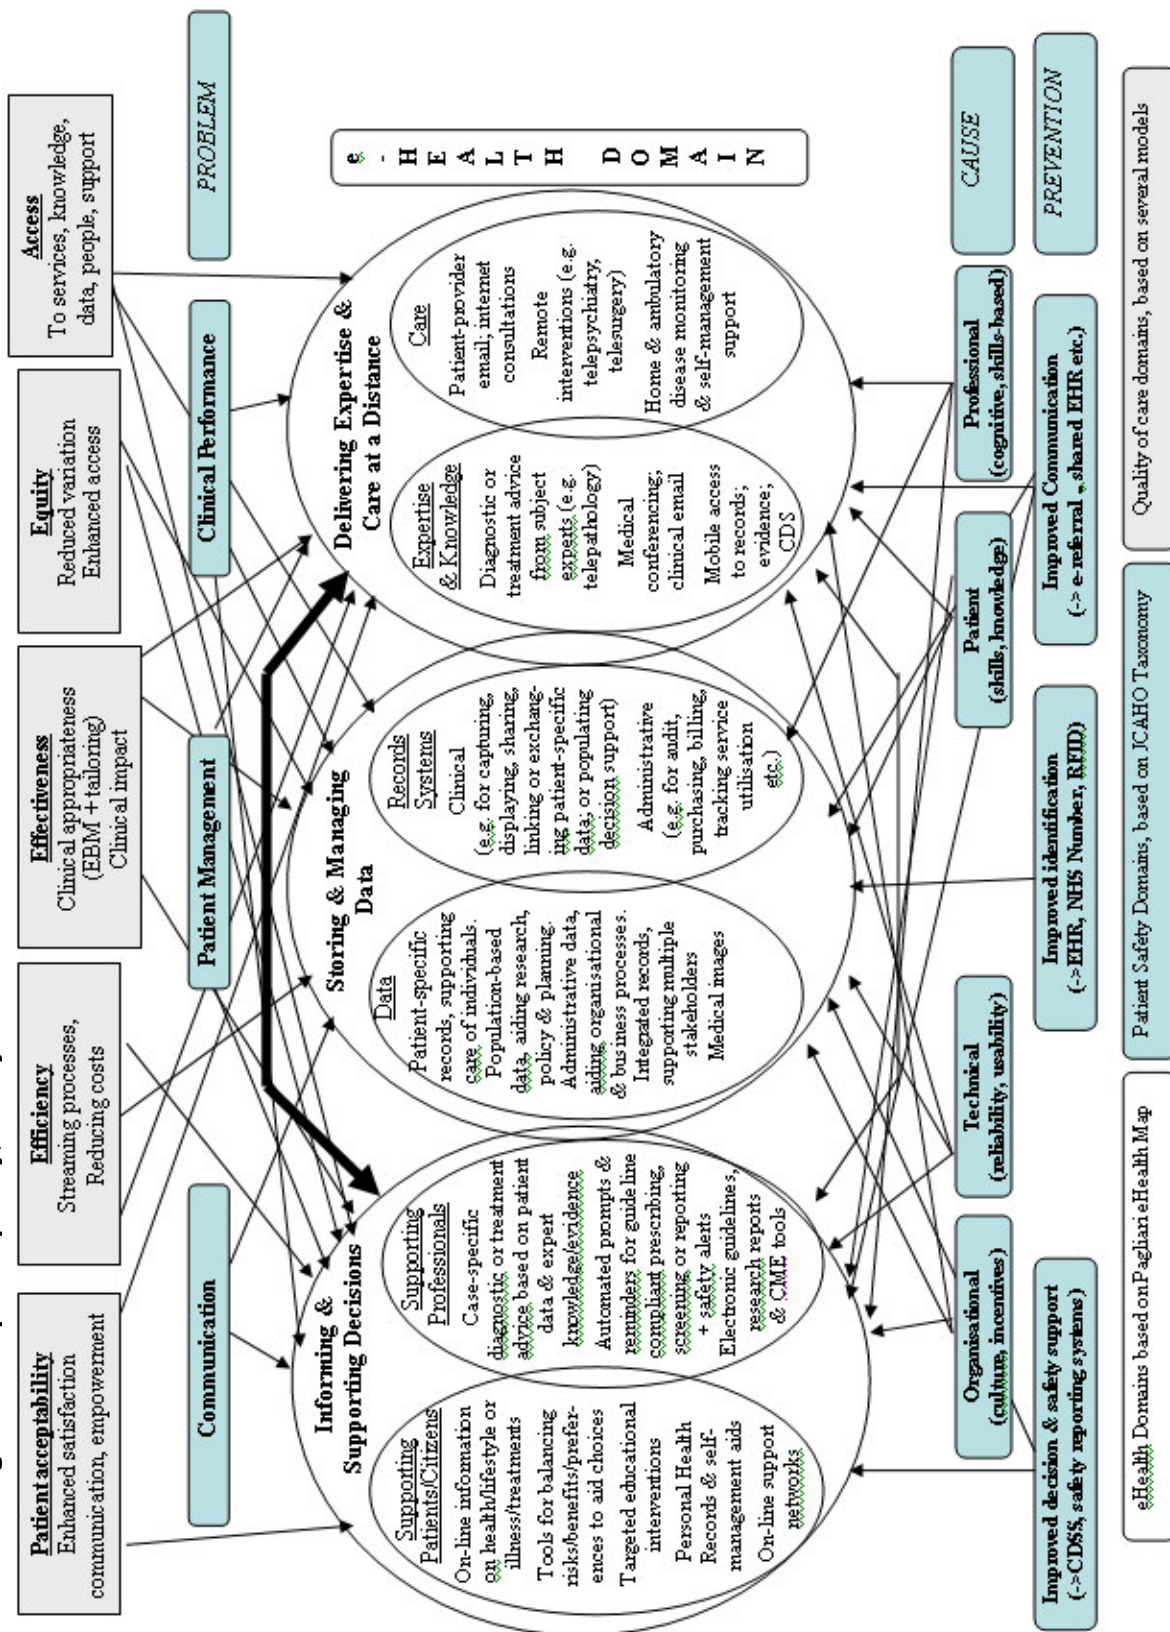 Patient acceptability
Enhanced satisfaction
communication, empowerment
Efficiency
Streaming processes,
Reducing costs
Effectiveness
Clinical appropriateness
(EBM + tailoring)
Clinical impact
Equity
Reduced variation
Enhanced access
Access
To services, knowledge,
data, people, support
Communication
Patient Management
Clinical Performance
PROBLEM
Informing &
Supporting Decisions
Supporting
Patients/Citizens
On-line information
on health/lifestyle or
illness/treatments
Tools for balancing
risks/benefits/prefer-
ences to aid choices
Targeted educational
interventions
Personal Health
Records & self-
management aids
On-line support
networks
Supporting
Professionals
Case-specific
diagnostic or treatment
advice based on patient
data & expert
knowledge/evidence
Automated prompts &
reminders for guideline
compliant prescribing,
screening or reporting
+ safety alerts
Electronic guidelines,
research reports
& CME tools
Storing & Managing
Data
Data
Patient-specific
records, supporting
care of individuals.
Population-based
data, aiding research,
policy & planning.
Administrative data,
aiding organisational
& business processes.
Integrated records,
supporting multiple
stakeholders
Medical images
Records
Systems
Clinical
(e.g. for capturing,
displaying, sharing,
linking or exchang-
ing patient-specific
data, or populating
decision support)
Administrative
(e.g. for audit,
purchasing, billing,
tracking service
utilisation
etc.)
Delivering Expertise &
Care at a Distance
Expertise
& Knowledge
Diagnostic or
treatment advice
from subject
experts (e.g.
telepathology)
Medical
conferencing;
clinical email
Mobile access
to records;
evidence;
CDS
Care
Patient-provider
email; internet
consultations
Remote
interventions (e.g.
telepsychiatry,
telesurgery)
Home & ambulatory
disease monitoring
& self-management
support
e
-
H
E
A
L
T
H
D
O
M
A
I
N
Organisational
(culture, incentives)
Technical
(reliability, usability)
Patient
(skills, knowledge)
Professional
(cognitive, skills-based)
CAUSE
Improved decision & safety support
(->CDSS, safety reporting systems)
Improved identification
(->EHR, NHS Number, RFID)
Improved Communication
(-> e-referral, shared EHR etc.)
PREVENTION
eHealth Domains based on Pagliari eHealth Map
Patient Safety Domains, based on JCAHO Taxonomy
Quality of care domains, based on several models